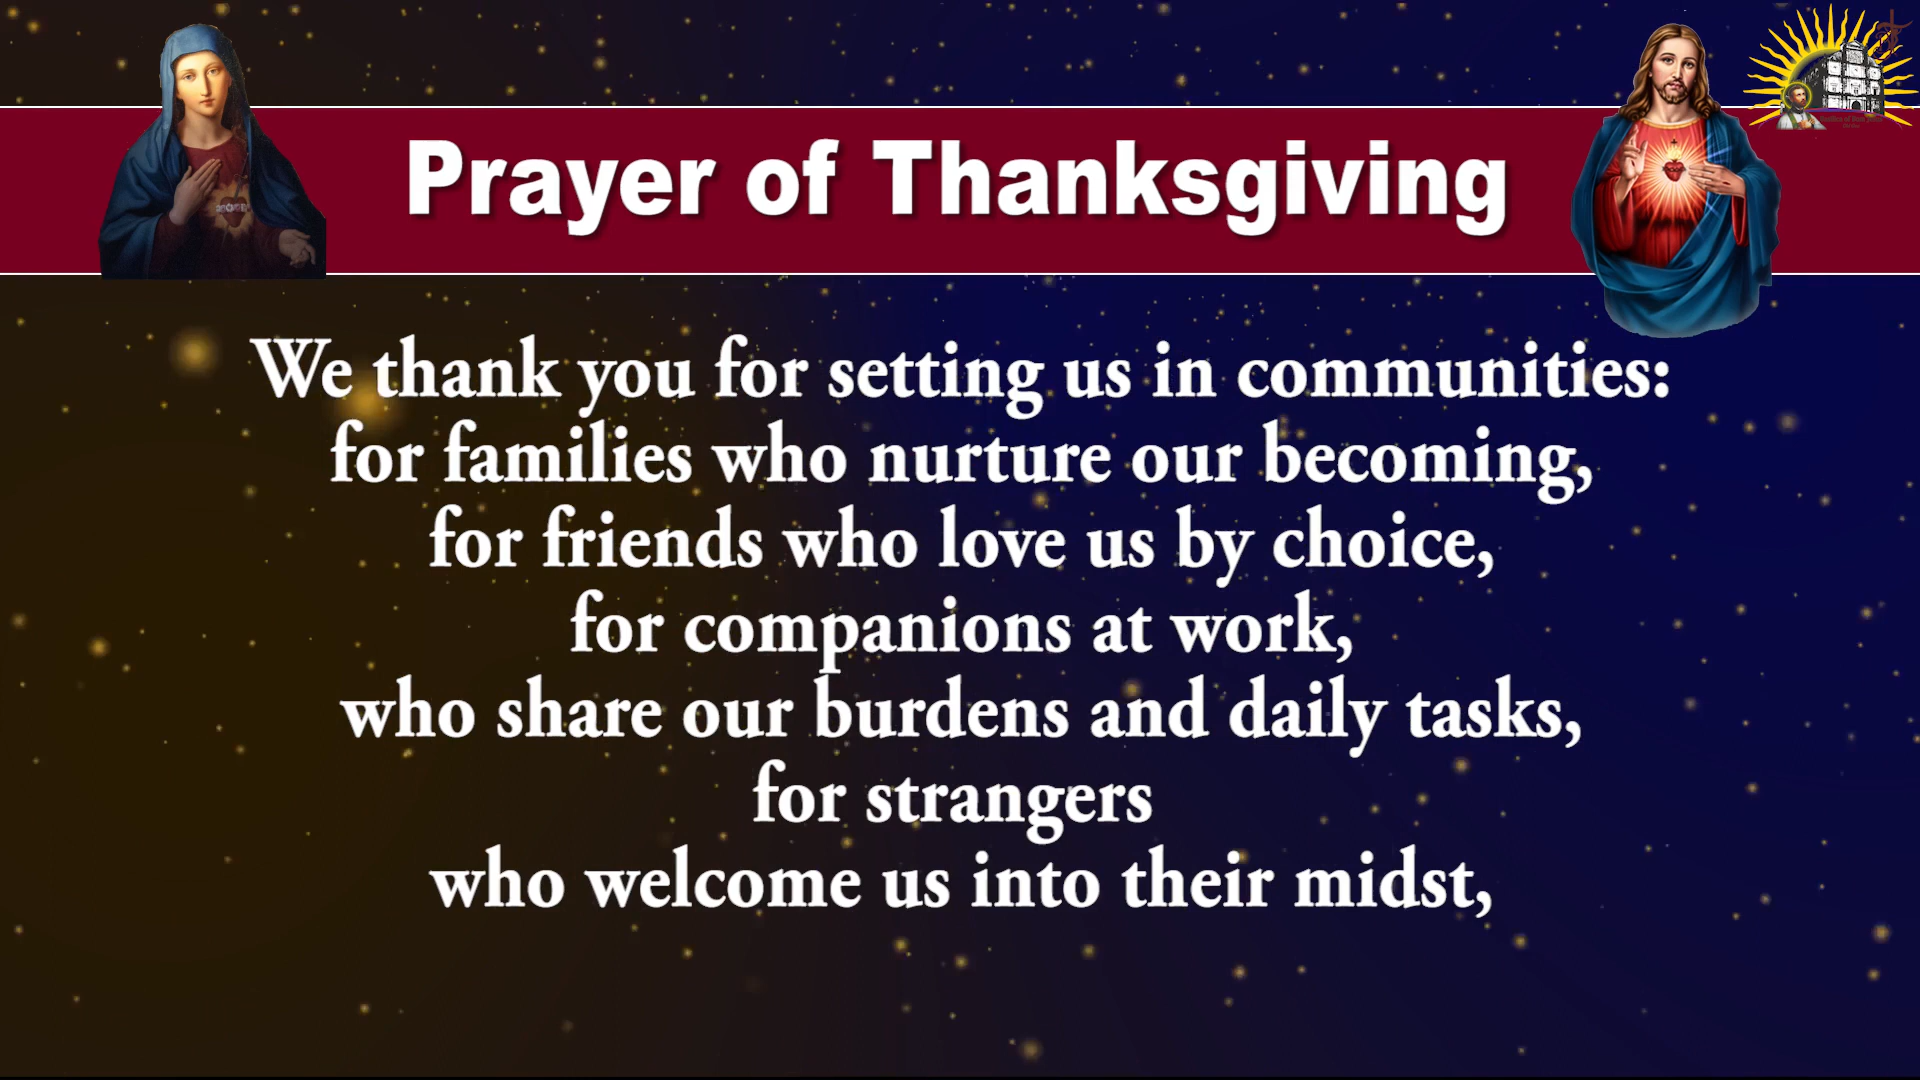 Prayer of Thanksgiving
We thank you for setting us in communities:
for families who nurture our becoming,
for friends who love us by choice,
for companions at work,
who share our burdens and daily tasks,
for strangers
who welcome us into their midst,